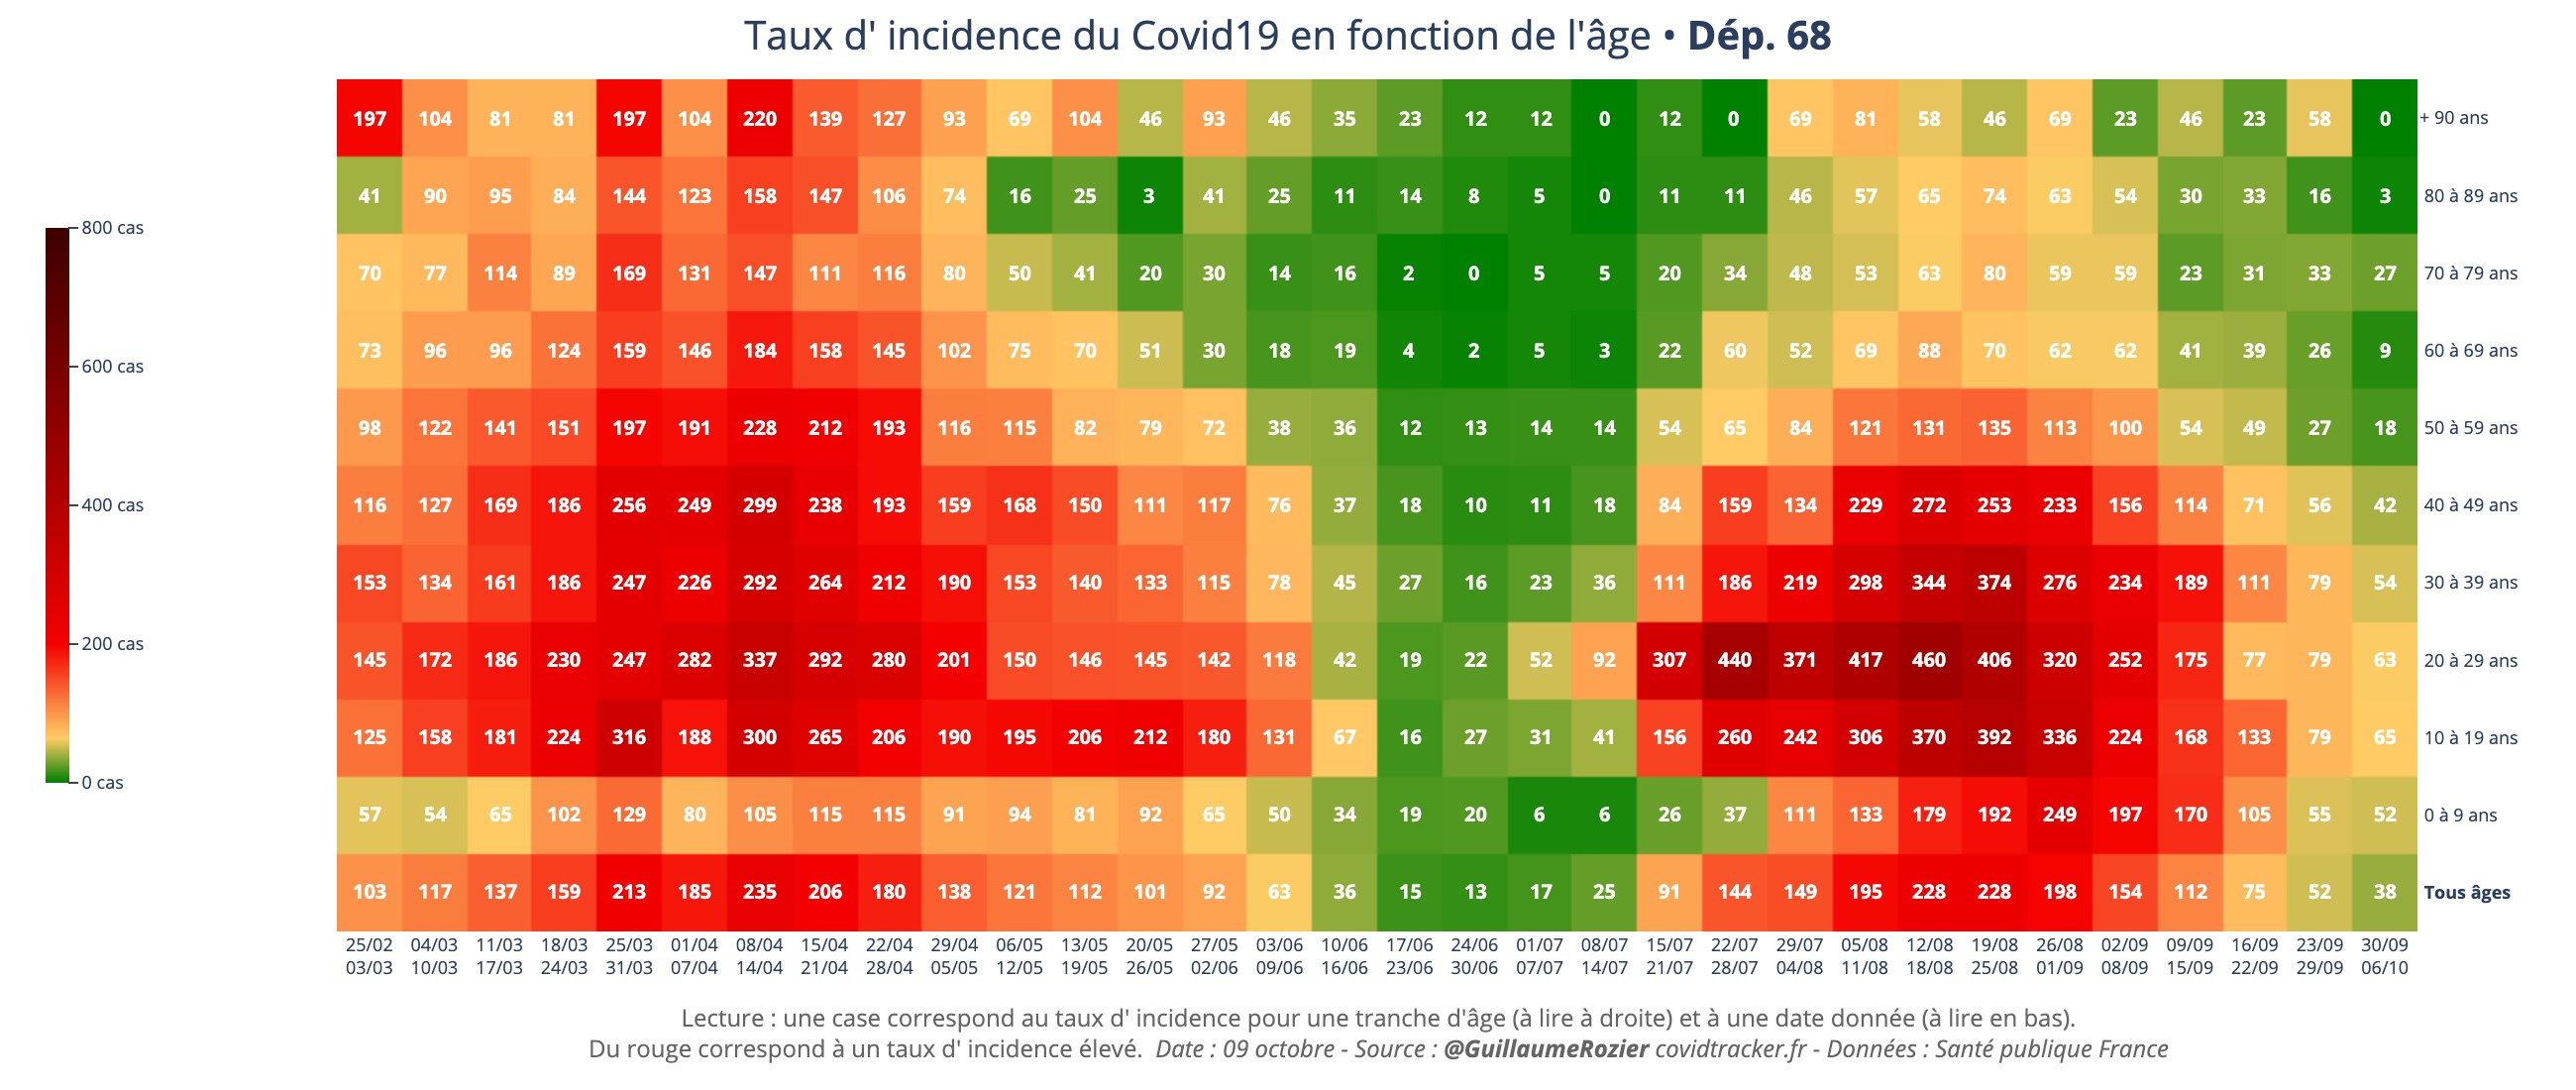 Taux d' incidence du Covid19 en fonction de l'âge • Dép. 68
800 cas
600 cas
400 cas
200 cas
0 cas
197 104 81 81 197 104 220 139 127 93 69 104 46 93 46 35 23 12 12 0 12 0 69 81 58 46 69 23 46 23 58 0 + 90 ans
41 90 95 84 144 123 158 147 106 74 16 25 3 41 25 11 14 8 5 0 11 11 46 57 65 74 63 54 30 33 16 3 80 à 89 ans
70 77 114 89 169 131 147 111 116 80 50 41 20 30 14 16 2 0 5 5 20 34 48 53 63 80 59 59 23 31 33 27 70 à 79 ans
73 96 96 124 159 146 184 158 145 102 75 70 51 30 18 19 4 2 5 3 22 60 52 69 88 70 62 62 41 39 26 9 60 à 69 ans
98 122 141 151 197 191 228 212 193 116 115 82 79 72 38 36 12 13 14 14 54 65 84 121 131 135 113 100 54 49 27 18 50 à 59 ans
116 127 169 186 256 249 299 238 193 159 168 150 111 117 76 37 18 10 11 18 84 159 134 229 272 253 233 156 114 71 56 42 40 à 49 ans
153 134 161 186 247 226 292 264 212 190 153 140 133 115 78 45 27 16 23 36 111 186 219 298 344 374 276 234 189 111 79 54 30 à 39 ans
145 172 186 230 247 282 337 292 280 201 150 146 145 142 118 42 19 22 52 92 307 440 371 417 460 406 320 252 175 77 79 63 20 à 29 ans
125 158 181 224 316 188 300 265 206 190 195 206 212 180 131 67 16 27 31 41 156 260 242 306 370 392 336 224 168 133 79 65 10 à 19 ans
57 54 65 102 129 80 105 115 115 91 94 81 92 65 50 34 19 20 6 6 26 37 111 133 179 192 249 197 170 105 55 52 0 à 9 ans
103 117 137 159 213 185 235 206 180 138 121 112 101 92 63 36 15 13 17 25 91 144 149 195 228 228 198 154 112 75 52 38 Tous âges
25/02 04/03 11/03 18/03 25/03 01/04 08/04 15/04 22/04 29/04 06/05 13/05 20/05 27/05 03/06 10/06 17/06 24/06 01/07 08/07 15/07 22/07 29/07 05/08 12/08 19/08 26/08 02/09 09/09 16/09 23/09 30/09
03/03 10/03 17/03 24/03 31/03 07/04 14/04 21/04 28/04 05/05 12/05 19/05 26/05 02/06 09/06 16/06 23/06 30/06 07/07 14/07 21/07 28/07 04/08 11/08 18/08 25/08 01/09 08/09 15/09 22/09 29/09 06/10
Lecture : une case correspond au taux d' incidence pour une tranche d'âge (à lire à droite) et à une date donnée (à lire en bas).
Du rouge correspond à un taux d' incidence élevé. Date : 09 octobre - Source : @GuillaumeRozier covidtracker.fr - Données : Santé publique France